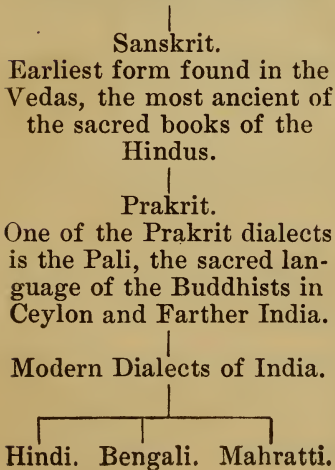 Sanskrit.
Earliest form found in the
Vedas, the most ancient of
the sacred books of the
Hindus.
Prakrit.
One of the Prakrit dialects
is the Pali, the sacred lan-
guage of the Buddhists in
Ceylon and Farther India.
Modern Dialects of India.
Hindi. Bengali. Mahratti.